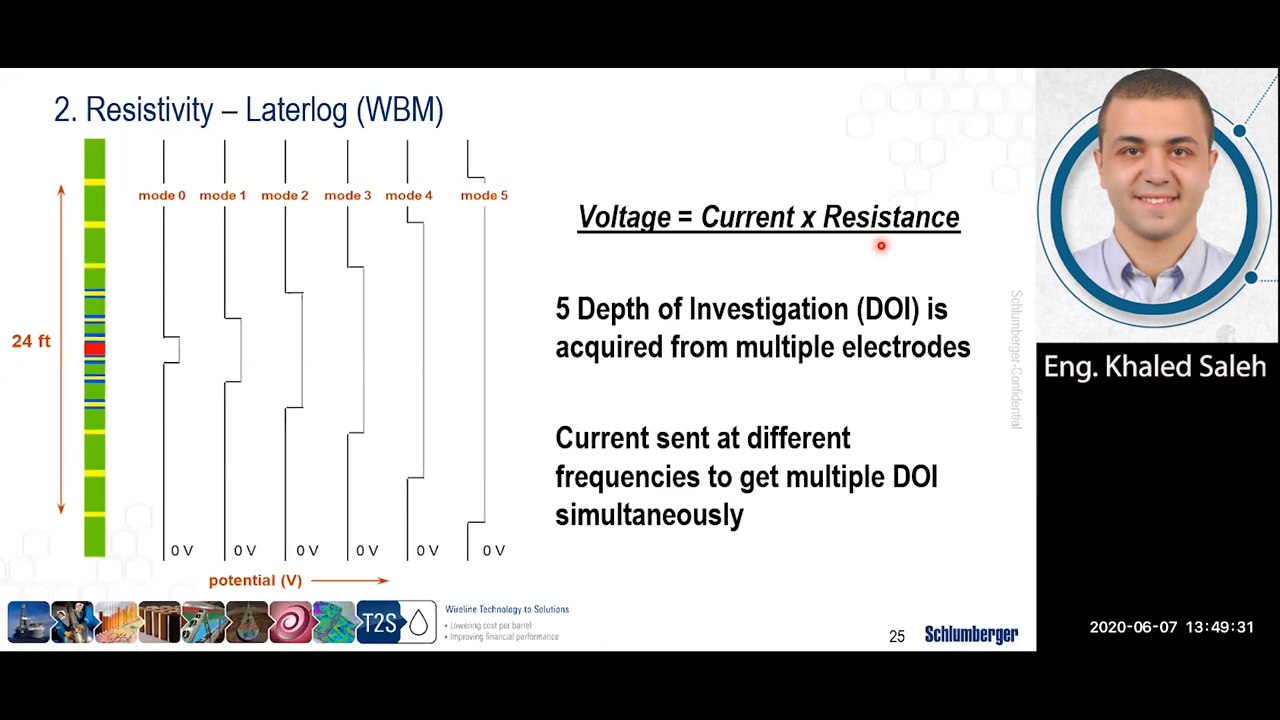 2. Resistivity – Laterlog (WBM)
mode 0 mode 1 mode 2 mode 3 mode 4 mode 5
24 ft
0 V 0 V 0 V 0 V 0 V 0 V
potential (V)
Voltage = Current x Resistance
5 Depth of Investigation (DOI) is
acquired from multiple electrodes
Current sent at different
frequencies to get multiple DOI
simultaneously
Schlumberger-Confidential
T2S
Wireline Technology to Solutions
• Lowering cost per barrel
• Improving financial performance
25
Schlumberger
Eng. Khaled Saleh
2020-06-07 13:49:31